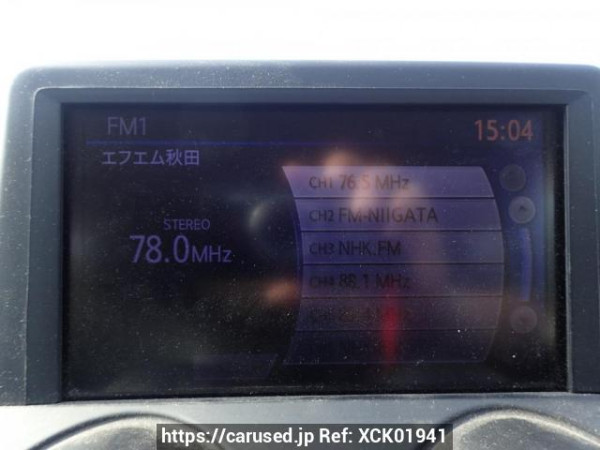 FM1
15:04
エフエム秋田
STEREO
78.0MHz
CH1 76.5 MHz
CH2 FM-NIIGATA
CH3 NHK.FM
CH4 88.1 MHz
https://carused.jp Ref: XCK01941